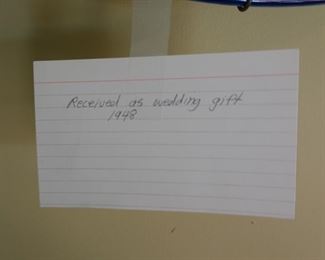 Received as wedding gift
1948